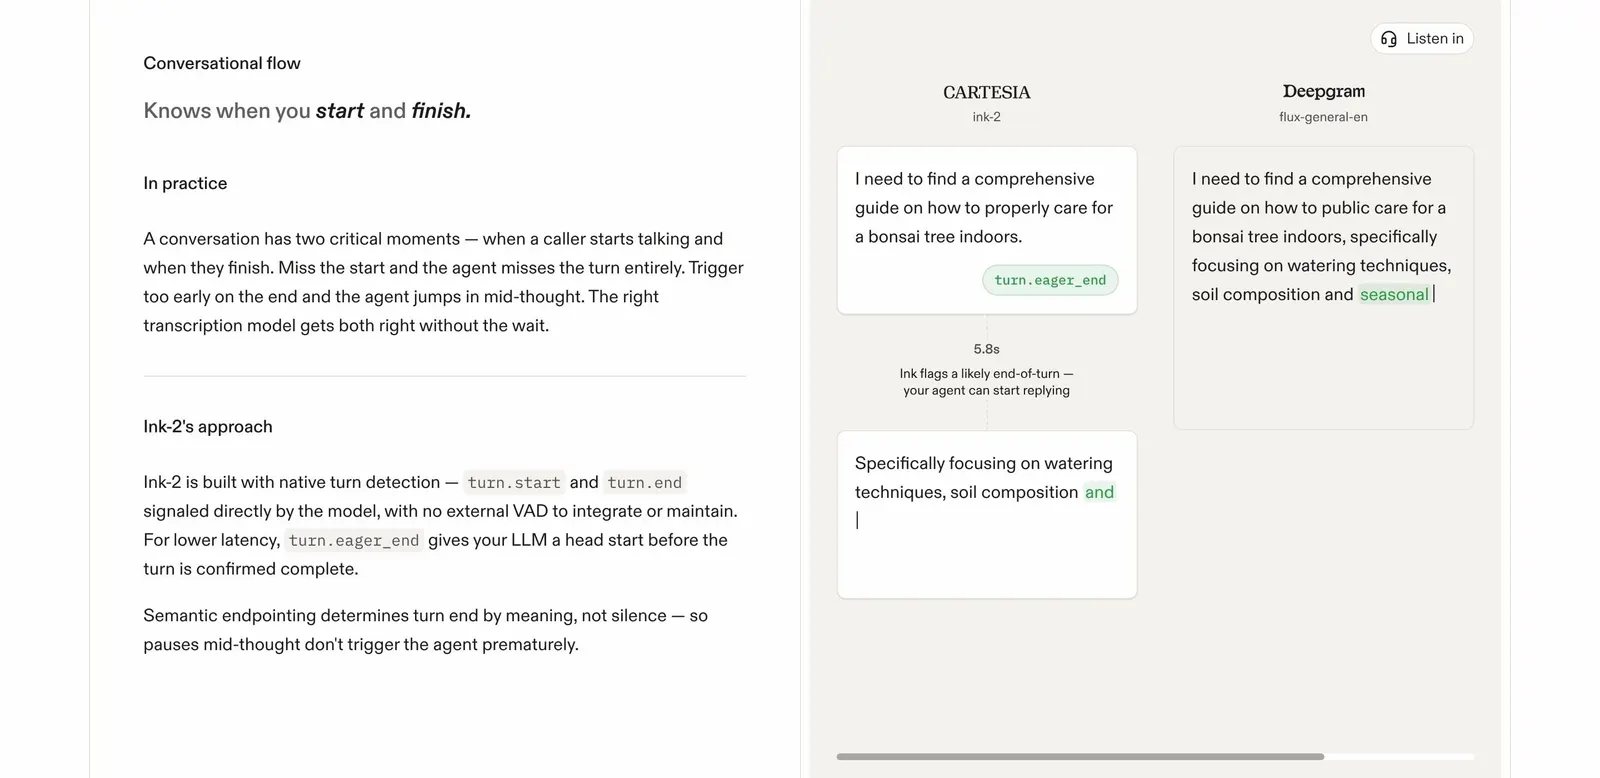 Conversational flow
Knows when you start and finish.
In practice
A conversation has two critical moments — when a caller starts talking and
when they finish. Miss the start and the agent misses the turn entirely. Trigger
too early on the end and the agent jumps in mid-thought. The right
transcription model gets both right without the wait.
Ink-2's approach
Ink-2 is built with native turn detection — turn.start and turn.end
signaled directly by the model, with no external VAD to integrate or maintain.
For lower latency, turn.eager_end gives your LLM a head start before the
turn is confirmed complete.
Semantic endpointing determines turn end by meaning, not silence — so
pauses mid-thought don't trigger the agent prematurely.
Listen in
CARTESIA
ink-2
I need to find a comprehensive
guide on how to properly care for
a bonsai tree indoors.
turn.eager_end
5.8s
Ink flags a likely end-of-turn —
your agent can start replying
Specifically focusing on watering
techniques, soil composition and
Deepgram
flux-general-en
I need to find a comprehensive
guide on how to public care for a
bonsai tree indoors, specifically
focusing on watering techniques,
soil composition and seasonal